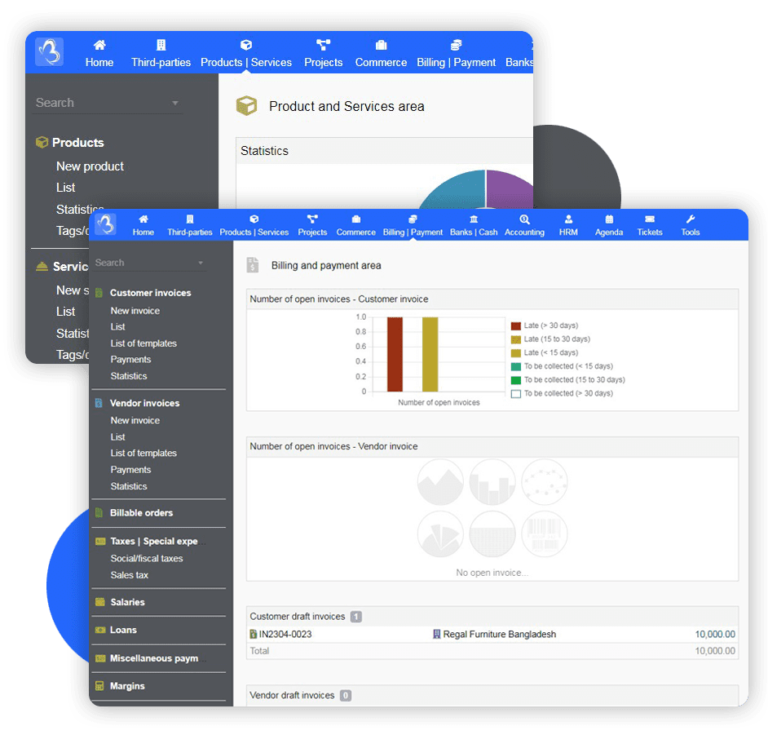 Home Third-parties Products | Services Projects Commerce Billing | Payment Banks
Search
Product and Services area
Products
New product
List
Statistics
Statistics
Home Third-parties Products | Services Projects Commerce Billing | Payment Banks | Cash Accounting HRM Agenda Tickets Tools
Search
Billing and payment area
Customer invoices
New invoice
List
List of templates
Payments
Statistics
Vendor invoices
New invoice
List
List of templates
Payments
Statistics
Billable orders
Taxes | Special expe
Social/fiscal taxes
Sales tax
Salaries
Loans
Miscellaneous paym
Margins
Number of open invoices - Customer invoice
1.0
0.8
0.6
0.4
0.2
0
Number of open invoices
Late (> 30 days)
Late (15 to 30 days)
Late (< 15 days)
To be collected (< 15 days)
To be collected (15 to 30 days)
To be collected (> 30 days)
Number of open invoices - Vendor invoice
No open invoice...
Customer draft invoices 1
IN2304-0023 Regal Furniture Bangladesh 10,000.00
Total 10,000.00
Vendor draft invoices 0
Servic
New s
List
Statist
Tags/c